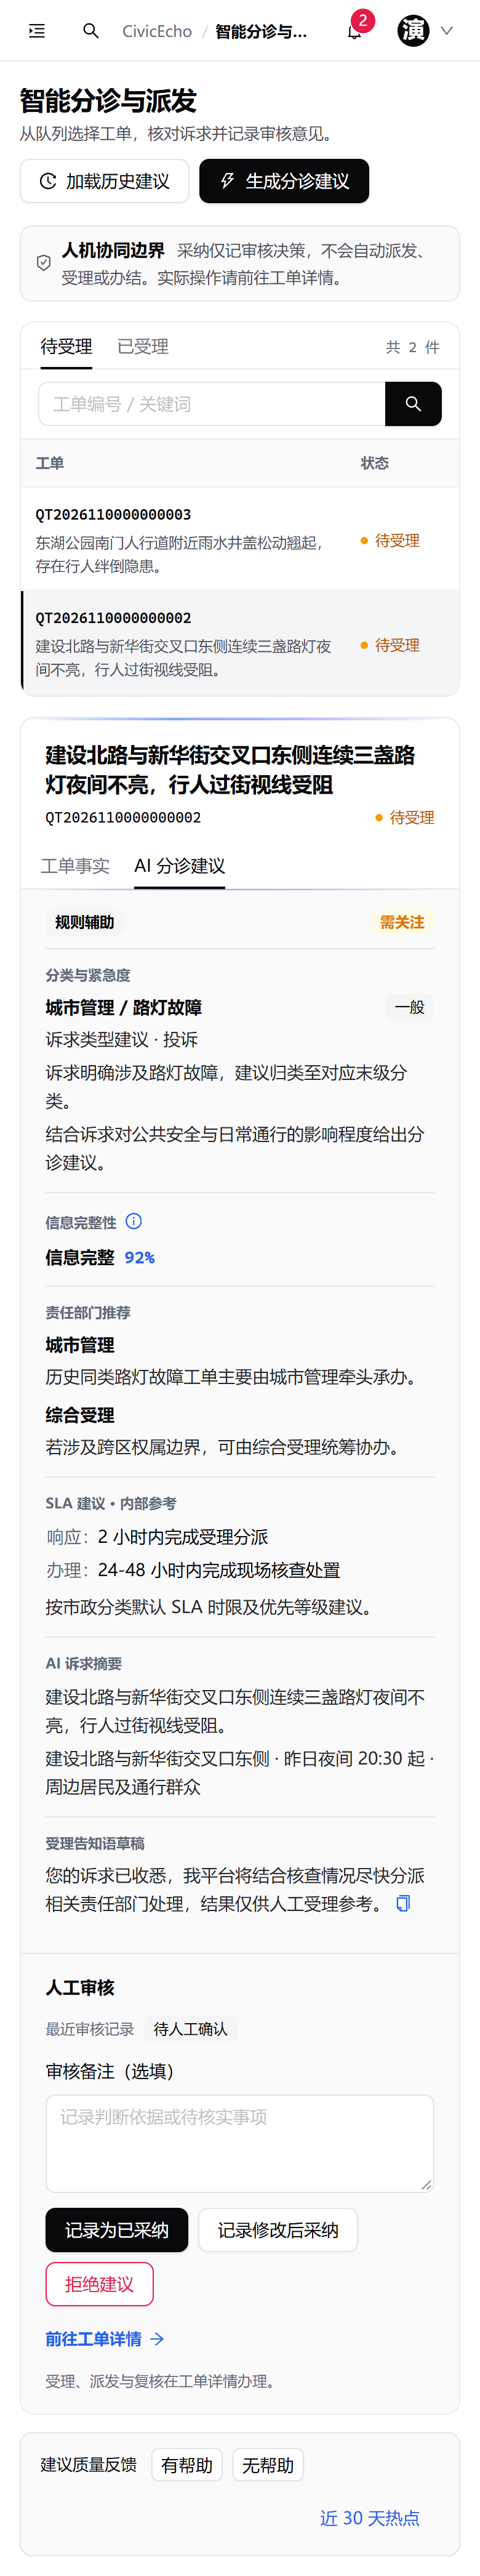 CivicEcho / 智能分诊与... 2 演
智能分诊与派发
从队列选择工单，核对诉求并记录审核意见。
加载历史建议 生成分诊建议
人机协同边界 采纳仅记审核决策，不会自动派发、
受理或办结。实际操作请前往工单详情。
待受理 已受理 共 2 件
工单编号 / 关键词
工单 状态
QT2026110000000003
东湖公园南门人行道附近雨水井盖松动翘起，
存在行人绊倒隐患。
待受理
QT2026110000000002
建设北路与新华街交叉口东侧连续三盏路灯夜
间不亮，行人过街视线受阻。
待受理
建设北路与新华街交叉口东侧连续三盏路
灯夜间不亮，行人过街视线受阻
QT2026110000000002 待受理
工单事实 AI 分诊建议
规则辅助 需关注
分类与紧急度
城市管理 / 路灯故障 一般
诉求类型建议 · 投诉
诉求明确涉及路灯故障，建议归类至对应末级分
类。
结合诉求对公共安全与日常通行的影响程度给出分
诊建议。
信息完整性
信息完整 92%
责任部门推荐
城市管理
历史同类路灯故障工单主要由城市管理牵头承办。
综合受理
若涉及跨区权属边界，可由综合受理统筹协办。
SLA 建议 · 内部参考
响应：2 小时内完成受理分派
办理：24-48 小时内完成现场核查处置
按市政分类默认 SLA 时限及优先等级建议。
AI 诉求摘要
建设北路与新华街交叉口东侧连续三盏路灯夜间不
亮，行人过街视线受阻。
建设北路与新华街交叉口东侧 · 昨日夜间 20:30 起 ·
周边居民及通行群众
受理告知语草稿
您的诉求已收悉，我平台将结合核查情况尽快分派
相关责任部门处理，结果仅供人工受理参考。
人工审核
最近审核记录 待人工确认
审核备注（选填）
记录判断依据或待核实事项
记录为已采纳 记录修改后采纳
拒绝建议
前往工单详情
受理、派发与复核在工单详情办理。
建议质量反馈 有帮助 无帮助
近 30 天热点